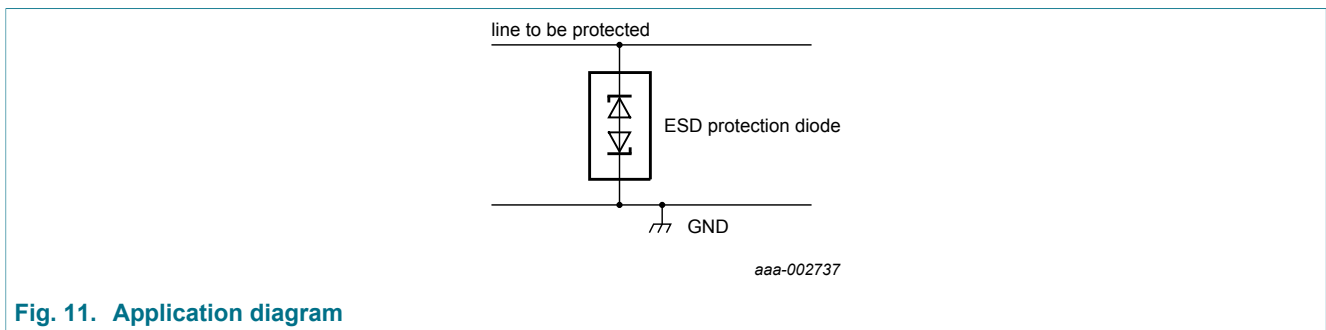 line to be protected
ESD protection diode
GND
aaa-002737
Fig. 11. Application diagram